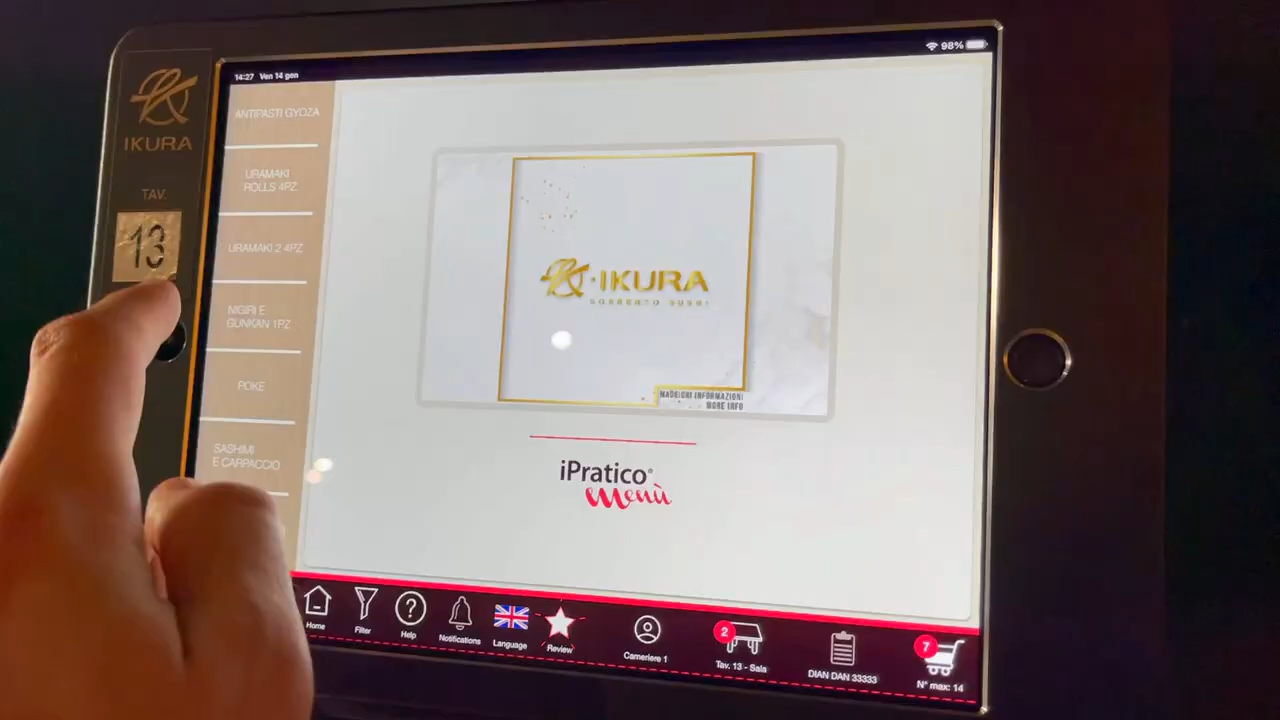 IKURA
TAV.
13
14:27 Ven 14 gen
98%
ANTIPASTI GYOZA
URAMAKI
ROLLS 4PZ
URAMAKI 2 4PZ
NIGIRI E
GUNKAN 1PZ
POKE
SASHIMI
E CARPACCIO
IKURA
SORRENTO SUSHI
MAGGIORI INFORMAZIONI
MORE INFO
iPratico®
Menù
Home
Filter
Help
Notifications
Language
Review
Cameriere 1
2
Tav. 13 - Sala
DIAN DAN 33333
7
N° max: 14